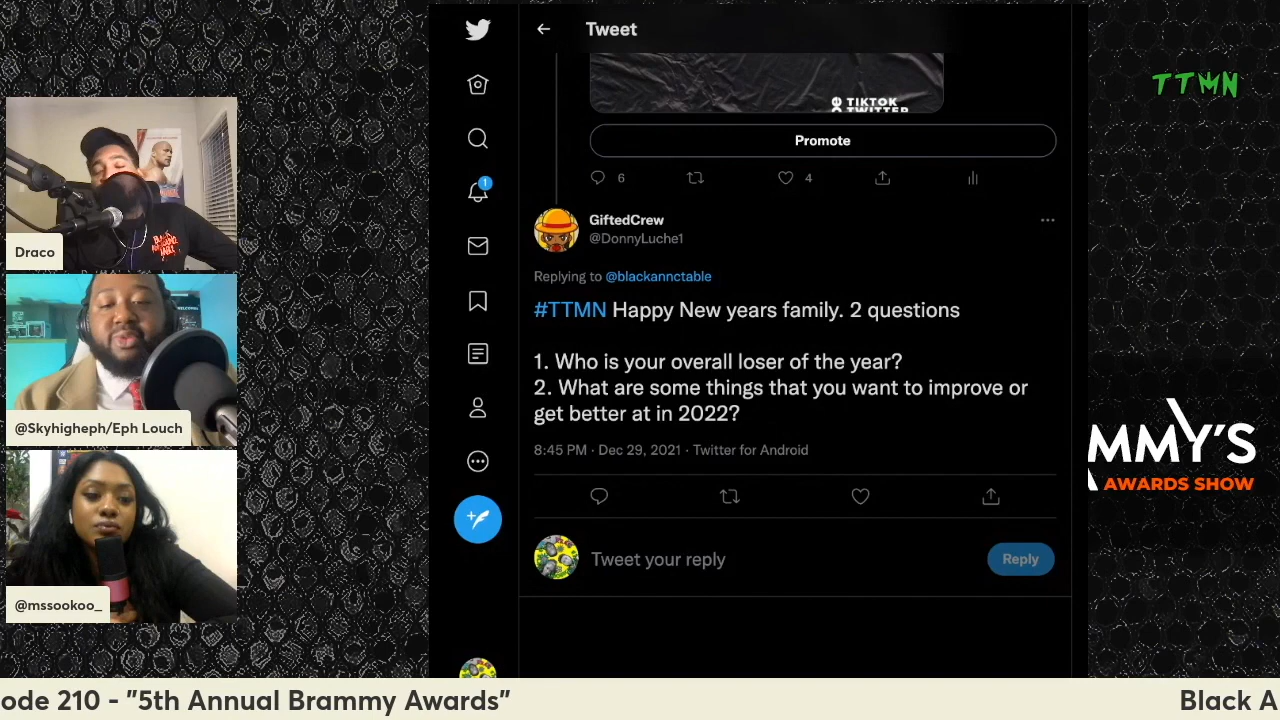 Tweet
TTMN
TIKTOK
TWITTER
Promote
6
4
1
GiftedCrew
@DonnyLuche1
Replying to @blackannctable
#TTMN Happy New years family. 2 questions
1. Who is your overall loser of the year?
2. What are some things that you want to improve or
get better at in 2022?
8:45 PM · Dec 29, 2021 · Twitter for Android
Tweet your reply
Reply
Draco
@Skyhigheph/Eph Louch
@mssookoo_
MMY'S
AWARDS SHOW
ode 210 - "5th Annual Brammy Awards"
Black A